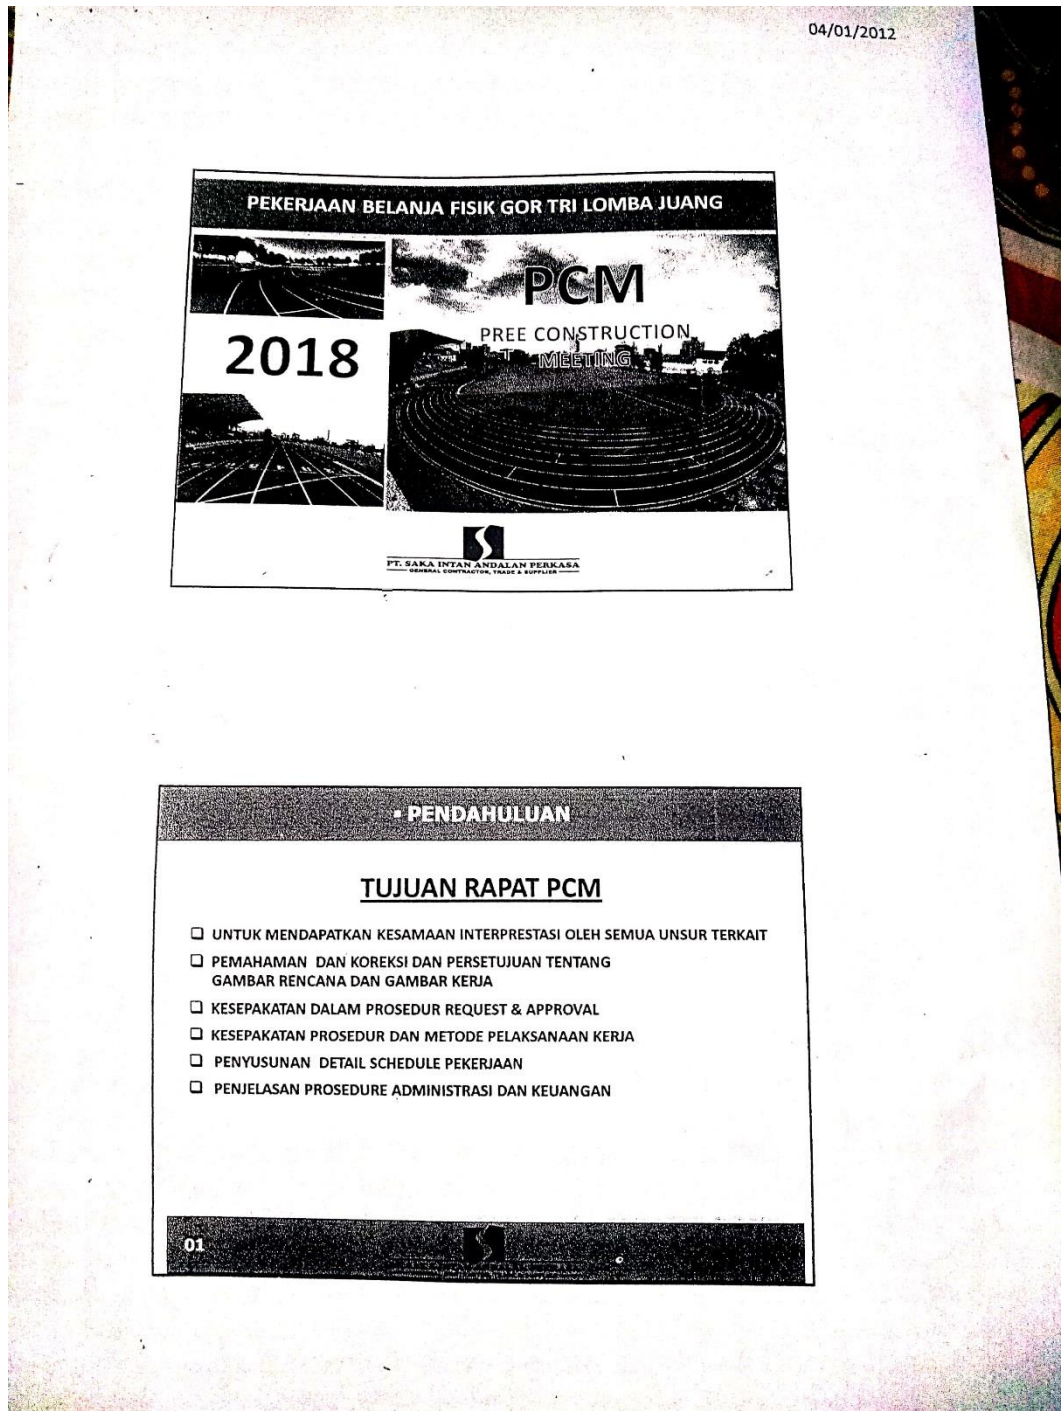 04/01/2012
PEKERJAAN BELANJA FISIK GOR TRI LOMBA JUANG
PCM
PREE CONSTRUCTION
MEETING
2018
PT. SAKA INTAN ANDALAN PERKASA
GENERAL CONTRACTOR, TRADE & SUPPLIER
▪ PENDAHULUAN
TUJUAN RAPAT PCM
❑ UNTUK MENDAPATKAN KESAMAAN INTERPRESTASI OLEH SEMUA UNSUR TERKAIT
❑ PEMAHAMAN DAN KOREKSI DAN PERSETUJUAN TENTANG
GAMBAR RENCANA DAN GAMBAR KERJA
❑ KESEPAKATAN DALAM PROSEDUR REQUEST & APPROVAL
❑ KESEPAKATAN PROSEDUR DAN METODE PELAKSANAAN KERJA
❑ PENYUSUNAN DETAIL SCHEDULE PEKERJAAN
❑ PENJELASAN PROSEDURE ADMINISTRASI DAN KEUANGAN
01